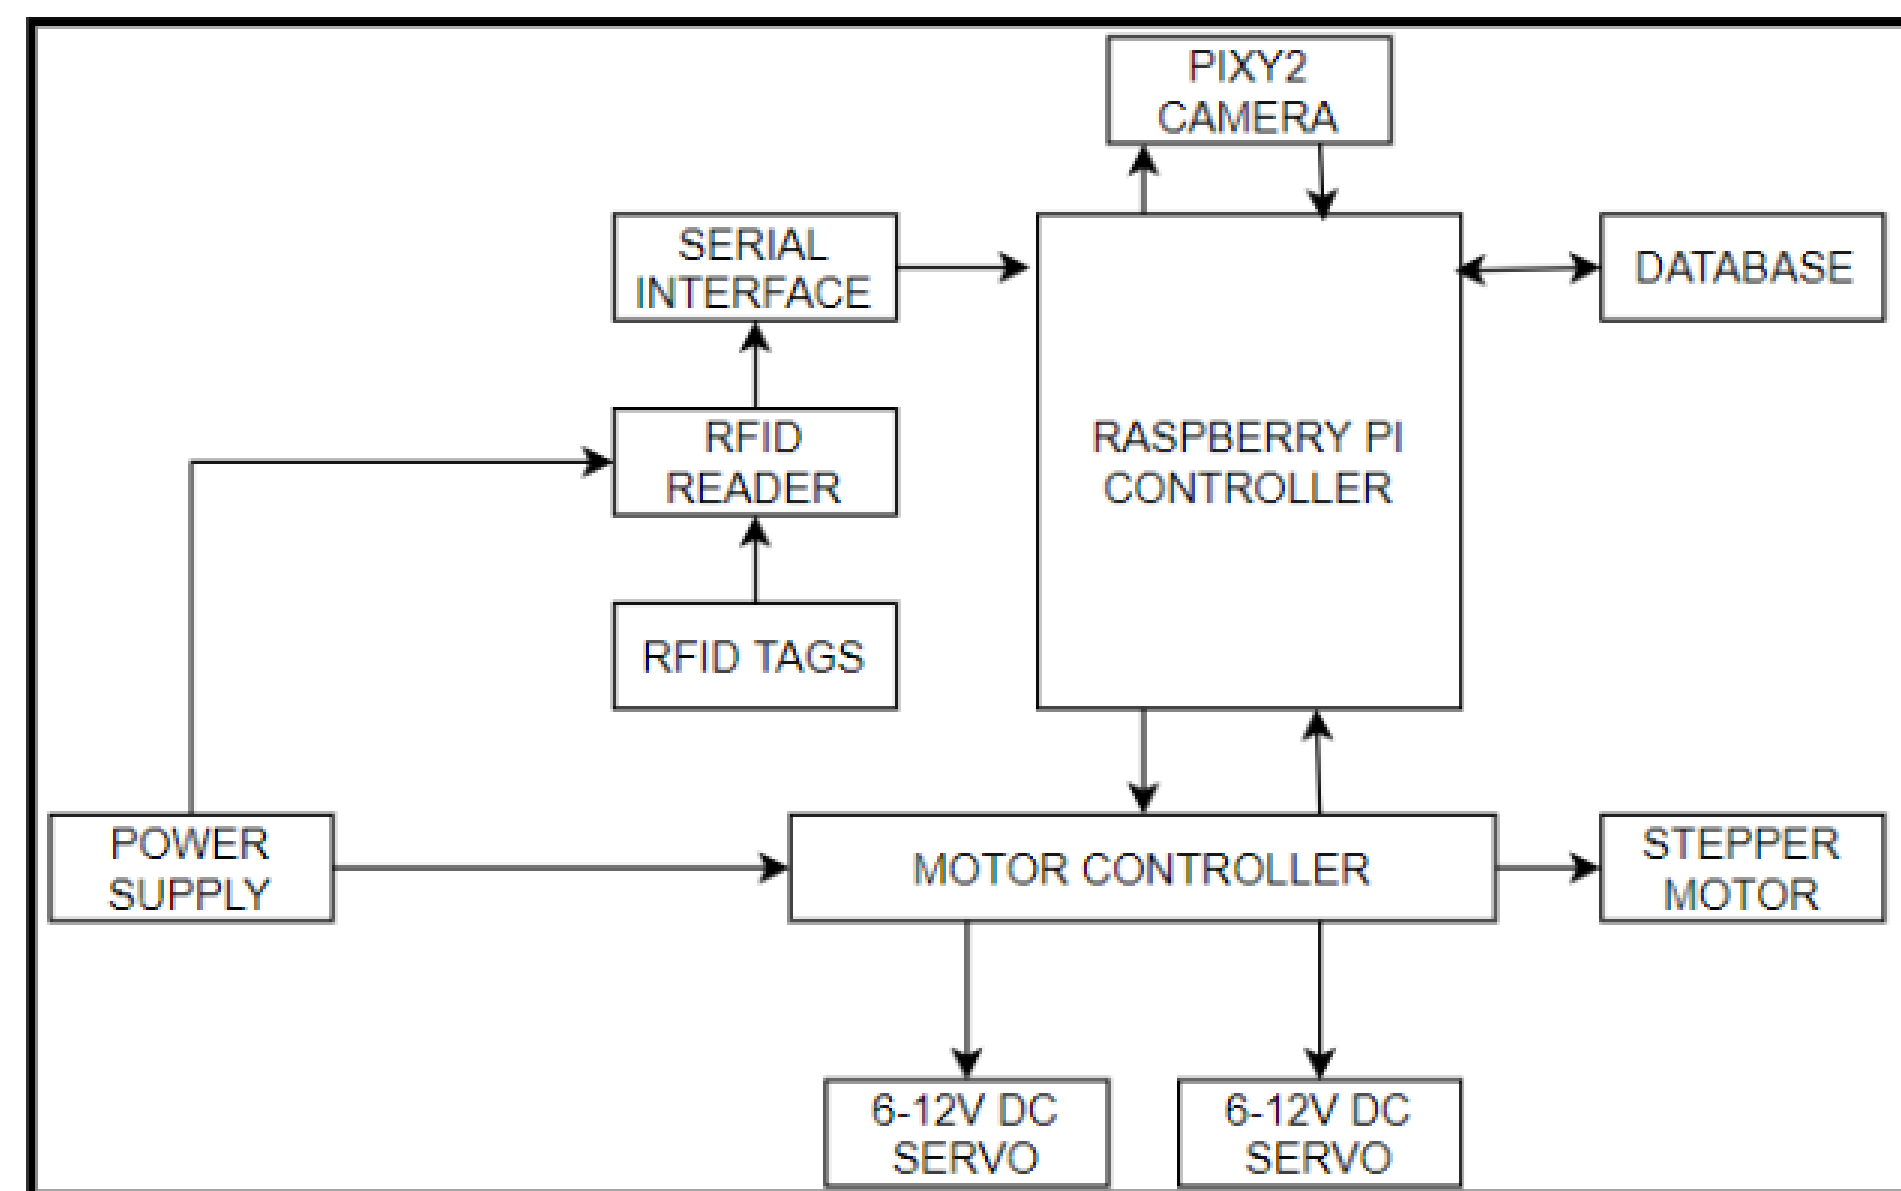 PIXY2
CAMERA
SERIAL
INTERFACE
DATABASE
RFID
READER
RASPBERRY PI
CONTROLLER
RFID TAGS
POWER
SUPPLY
MOTOR CONTROLLER
STEPPER
MOTOR
6-12V DC
SERVO
6-12V DC
SERVO